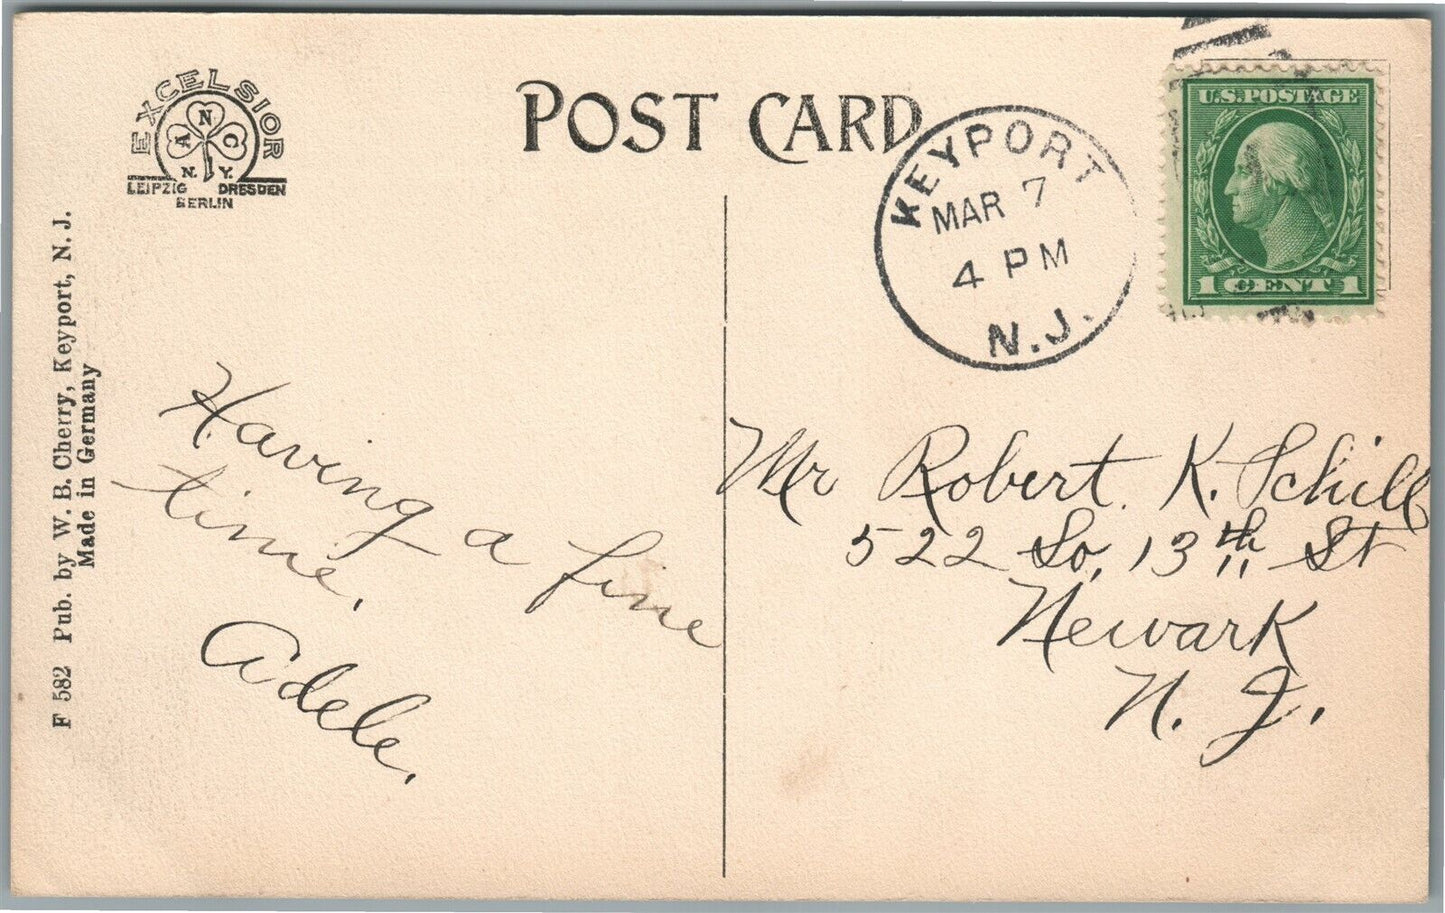 EXCELSIOR
A N C
N. Y.
LEIPZIG DRESDEN
BERLIN
POST CARD
KEYPORT
MAR 7
4 PM
N.J.
U.S. POSTAGE
1 CENT 1
F 582 Pub. by W. B. Cherry, Keyport, N. J.
Made in Germany
Having a fine
time.
Adele.
Mr Robert K. Schill
522 So. 13th St
Newark
N. J.